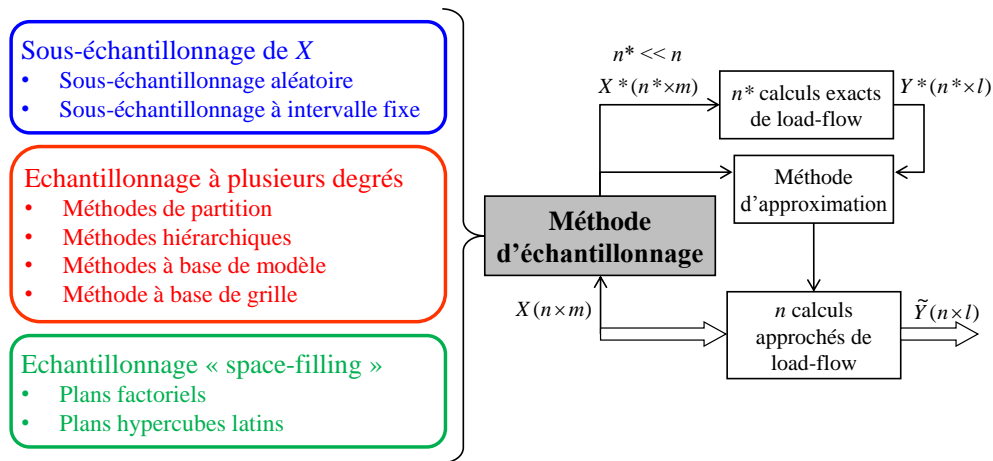 Sous-échantillonnage de X
• Sous-échantillonnage aléatoire
• Sous-échantillonnage à intervalle fixe
Echantillonnage à plusieurs degrés
• Méthodes de partition
• Méthodes hiérarchiques
• Méthodes à base de modèle
• Méthode à base de grille
Echantillonnage « space-filling »
• Plans factoriels
• Plans hypercubes latins
Méthode
d'échantillonnage
n* << n
X*(n*×m)
n* calculs exacts
de load-flow
Y*(n*×l)
Méthode
d'approximation
X(n×m)
n calculs
approchés de
load-flow
Ỹ(n×l)